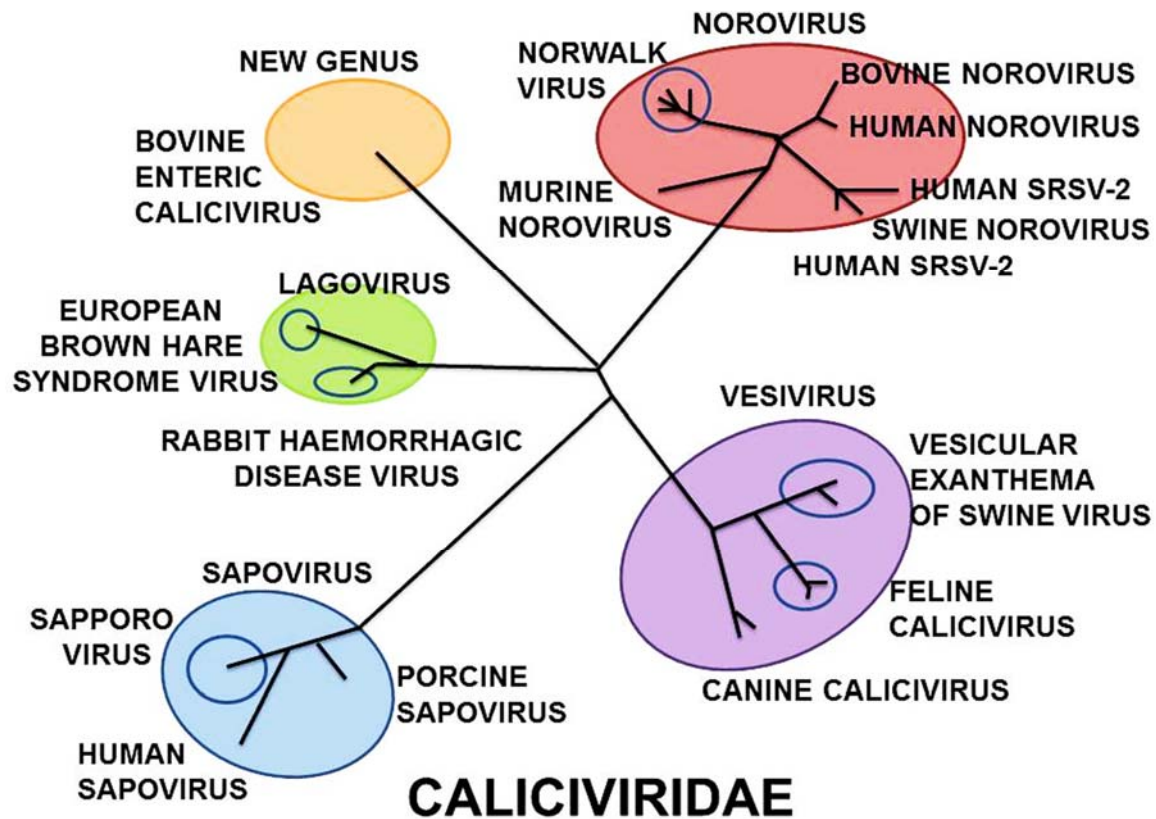 NEW GENUS
BOVINE
ENTERIC
CALICIVIRUS
NOROVIRUS
NORWALK
VIRUS
BOVINE NOROVIRUS
HUMAN NOROVIRUS
MURINE
NOROVIRUS
HUMAN SRSV-2
SWINE NOROVIRUS
HUMAN SRSV-2
LAGOVIRUS
EUROPEAN
BROWN HARE
SYNDROME VIRUS
RABBIT HAEMORRHAGIC
DISEASE VIRUS
VESIVIRUS
VESICULAR
EXANTHEMA
OF SWINE VIRUS
FELINE
CALICIVIRUS
CANINE CALICIVIRUS
SAPOVIRUS
SAPPORO
VIRUS
PORCINE
SAPOVIRUS
HUMAN
SAPOVIRUS
CALICIVIRIDAE